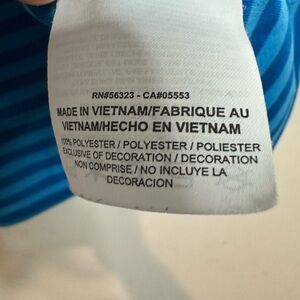 RN#56323 - CA#05553
MADE IN VIETNAM/FABRIQUE AU
VIETNAM/HECHO EN VIETNAM
100% POLYESTER / POLYESTER / POLIESTER
EXCLUSIVE OF DECORATION / DECORATION
NON COMPRISE / NO INCLUYE LA
DECORACION